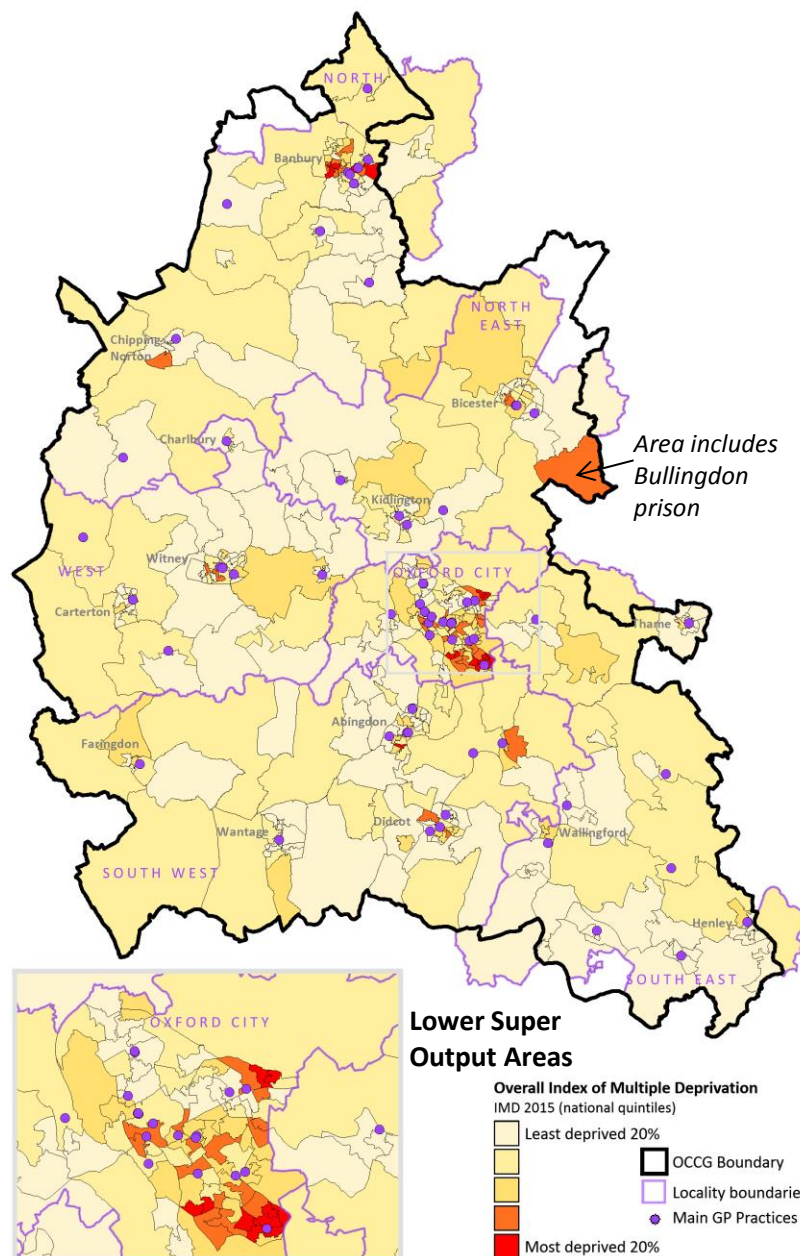 NORTH
Banbury
NORTH
EAST
Chipping
Norton
Bicester
Charlbury
Area includes
Bullingdon
prison
Kidlington
Witney
WEST
OXFORD CITY
Carterton
Thame
Abingdon
Faringdon
Wantage
Didcot
Wallingford
SOUTH WEST
Henley
SOUTH EAST
OXFORD CITY
Lower Super
Output Areas
Overall Index of Multiple Deprivation
IMD 2015 (national quintiles)
Least deprived 20%
OCCG Boundary
Locality boundarie
Main GP Practices
Most deprived 20%